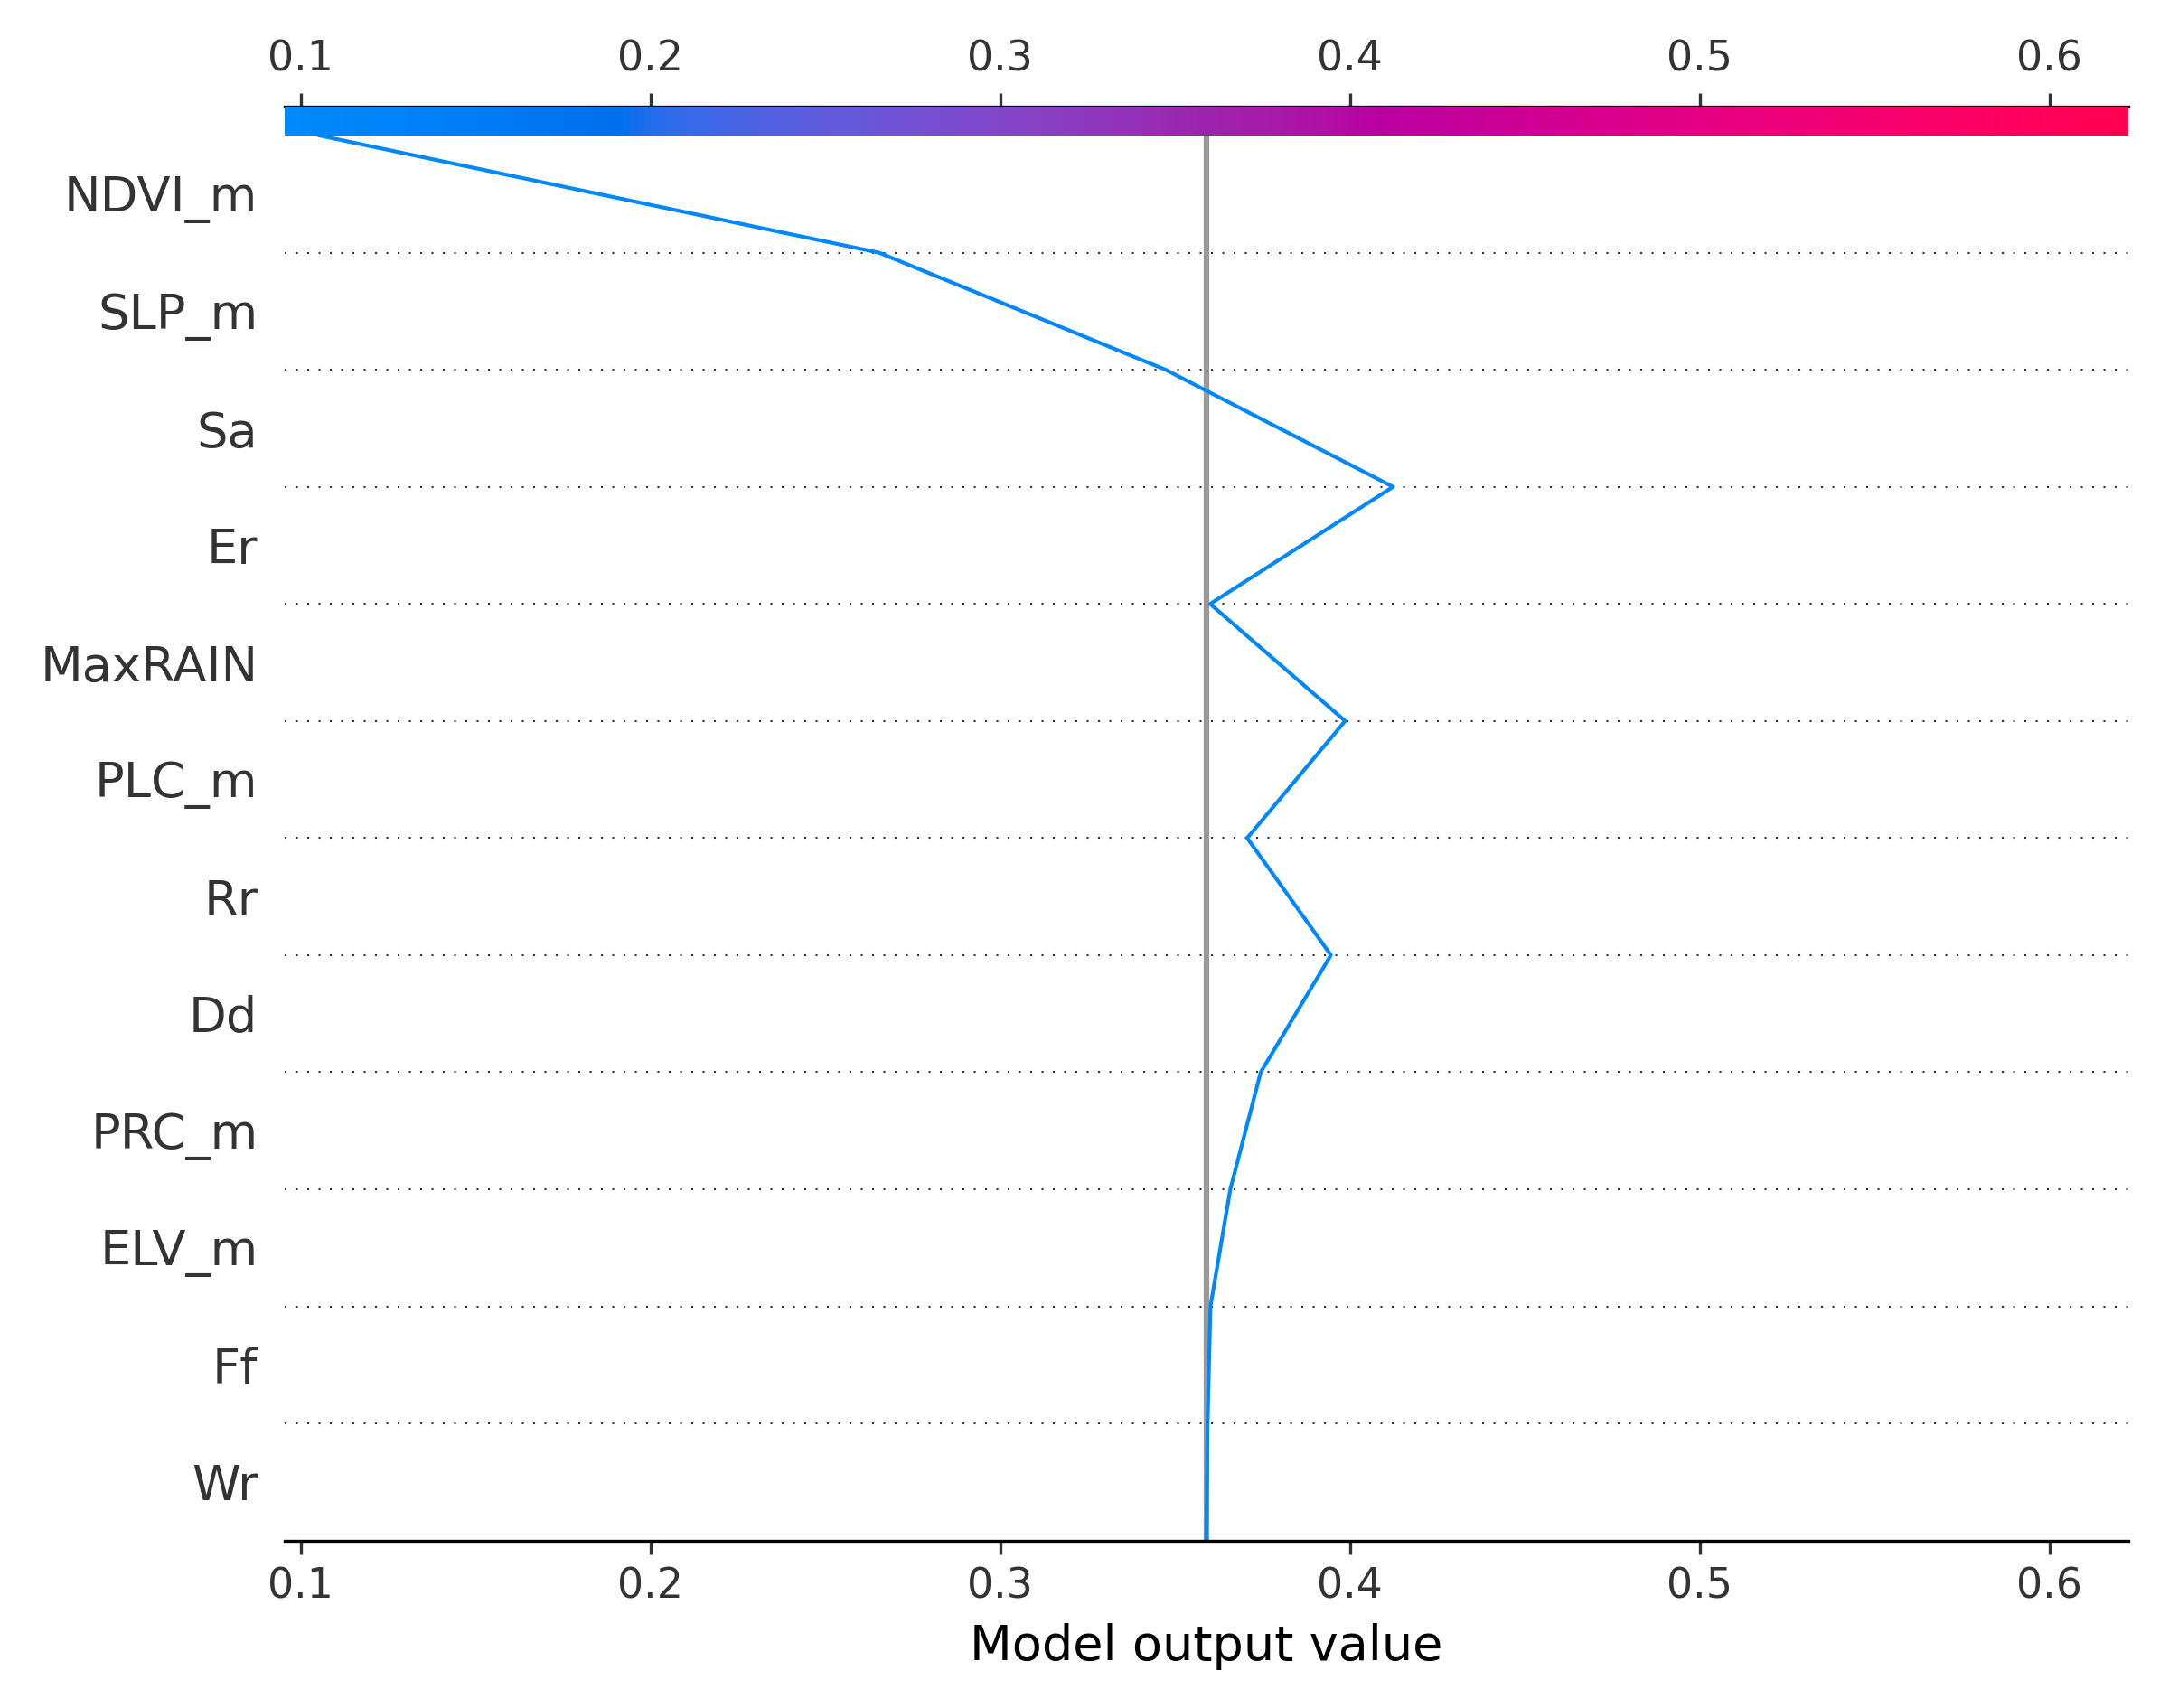 0.1 0.2 0.3 0.4 0.5 0.6
NDVI_m
SLP_m
Sa
Er
MaxRAIN
PLC_m
Rr
Dd
PRC_m
ELV_m
Ff
Wr
0.1 0.2 0.3 0.4 0.5 0.6
Model output value